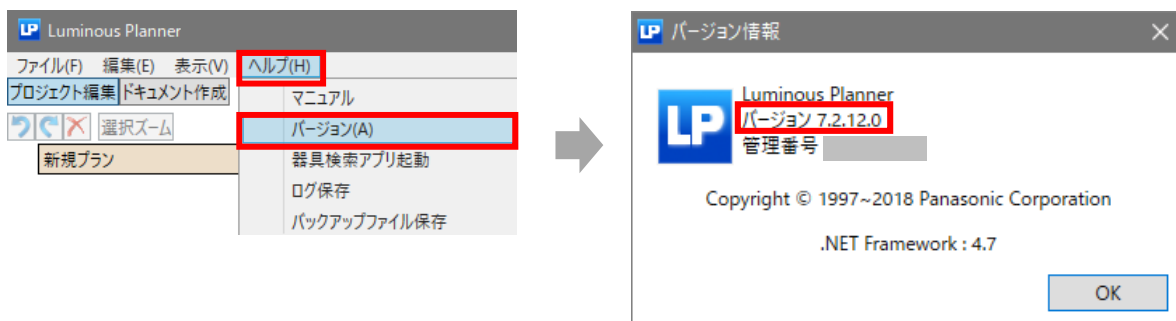 LP Luminous Planner
ファイル(F) 編集(E) 表示(V) ヘルプ(H)
プロジェクト編集 ドキュメント作成
選択ズーム
新規プラン
マニュアル
バージョン(A)
器具検索アプリ起動
ログ保存
バックアップファイル保存
LP バージョン情報
LP
Luminous Planner
バージョン 7.2.12.0
管理番号
Copyright © 1997~2018 Panasonic Corporation
.NET Framework : 4.7
OK